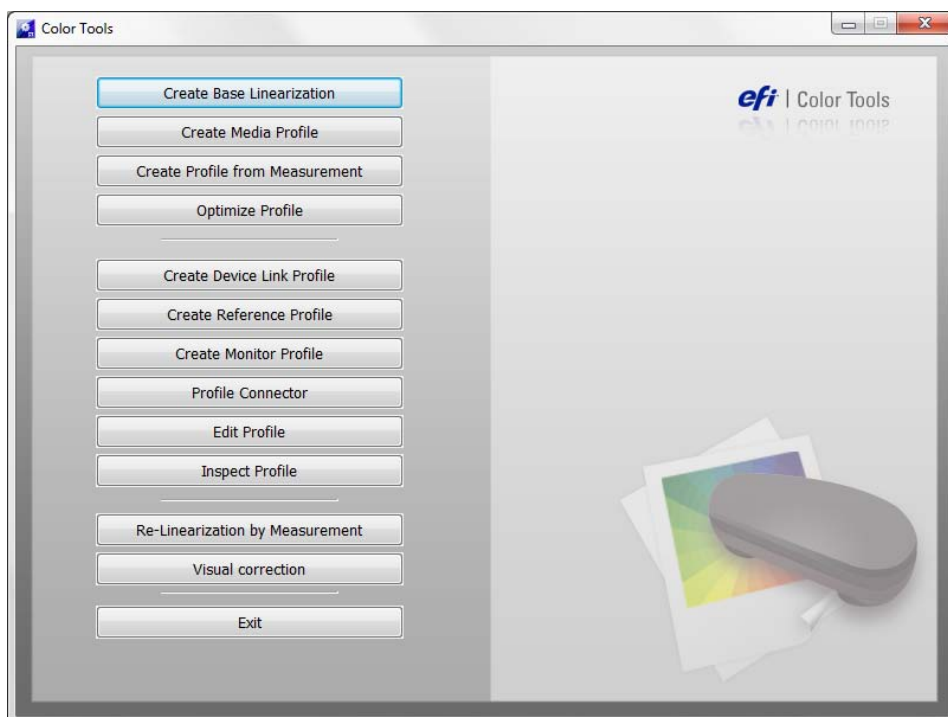 Color Tools
Create Base Linearization
Create Media Profile
Create Profile from Measurement
Optimize Profile
Create Device Link Profile
Create Reference Profile
Create Monitor Profile
Profile Connector
Edit Profile
Inspect Profile
Re-Linearization by Measurement
Visual correction
Exit
efi | Color Tools